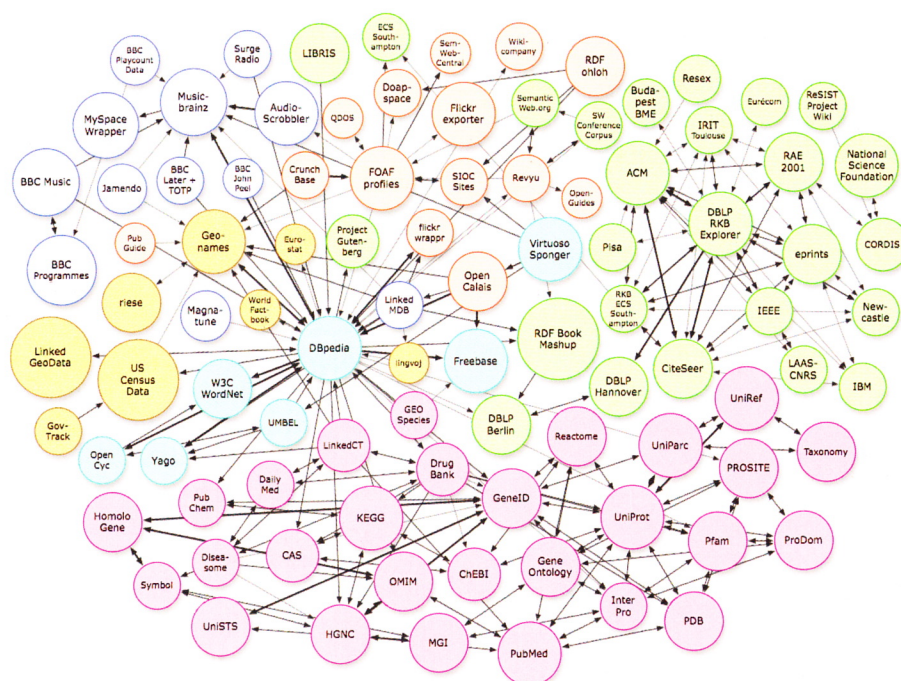 BBC
Playcount
Data
Surge
Radio
LIBRIS
ECS
South-
ampton
Sem-
Web-
Central
Wiki-
company
RDF
ohloh
Music-
brainz
MySpace
Wrapper
Audio-
Scrobbler
QDOS
Doap-
space
Flickr
exporter
Semantic
Web.org
SW
Conference
Corpus
Buda-
pest
BME
Resex
IRIT
Toulouse
Eurécom
ReSIST
Project
Wiki
BBC Music
Jamendo
BBC
Later +
TOTP
BBC
John
Peel
Crunch
Base
FOAF
profiles
SIOC
Sites
Revyu
Open-
Guides
ACM
RAE
2001
National
Science
Foundation
DBLP
RKB
Explorer
BBC
Programmes
Pub
Guide
Geo-
names
Euro-
stat
Project
Guten-
berg
flickr
wrappr
Virtuoso
Sponger
Pisa
eprints
CORDIS
riese
Magna-
tune
World
Fact-
book
Linked
MDB
Open
Calais
RKB
ECS
South-
ampton
IEEE
New-
castle
Linked
GeoData
US
Census
Data
W3C
WordNet
DBpedia
lingvoj
Freebase
RDF Book
Mashup
DBLP
Hannover
CiteSeer
LAAS-
CNRS
IBM
Gov-
Track
Open
Cyc
Yago
UMBEL
GEO
Species
DBLP
Berlin
Reactome
UniParc
UniRef
Taxonomy
LinkedCT
Daily
Med
Pub
Chem
Drug
Bank
GeneID
UniProt
PROSITE
Homolo
Gene
KEGG
Disea-
some
CAS
ChEBI
Gene
Ontology
Pfam
ProDom
Symbol
OMIM
Inter
Pro
UniSTS
HGNC
MGI
PubMed
PDB